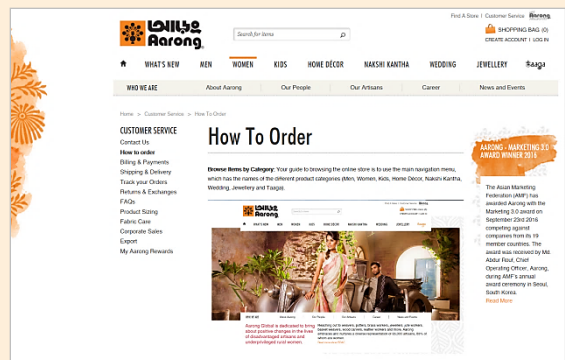 Find A Store | Customer Service Aarong
আড়ং
Aarong
Search for items
SHOPPING BAG (0)
CREATE ACCOUNT | LOG IN
WHAT'S NEW MEN WOMEN KIDS HOME DÉCOR NAKSHI KANTHA WEDDING JEWELLERY
WHO WE ARE About Aarong Our People Our Artisans Career News and Events
Home > Customer Service > How To Order
CUSTOMER SERVICE
Contact Us
How to order
Billing & Payments
Shipping & Delivery
Track your Orders
Returns & Exchanges
FAQs
Product Sizing
Fabric Care
Corporate Sales
Export
My Aarong Rewards
How To Order
Browse Items by Category: Your guide to browsing the online store is to use the main navigation menu,
which has the names of the different product categories (Men, Women, Kids, Home Décor, Nakshi Kantha,
Wedding, Jewellery and Taaga).
আড়ং
Aarong
Aarong Global is dedicated to bring
about positive changes in the lives
of disadvantaged artisans and
underprivileged rural women.
AARONG - MARKETING 3.0
AWARD WINNER 2016
The Asian Marketing
Federation (AMF) has
awarded Aarong with the
Marketing 3.0 award on
September 23rd 2016
competing against
companies from its 19
member countries. The
award was received by Md.
Abdur Rouf, Chief
Operating Officer, Aarong,
during AMF's annual
award ceremony in Seoul,
South Korea.
Read More